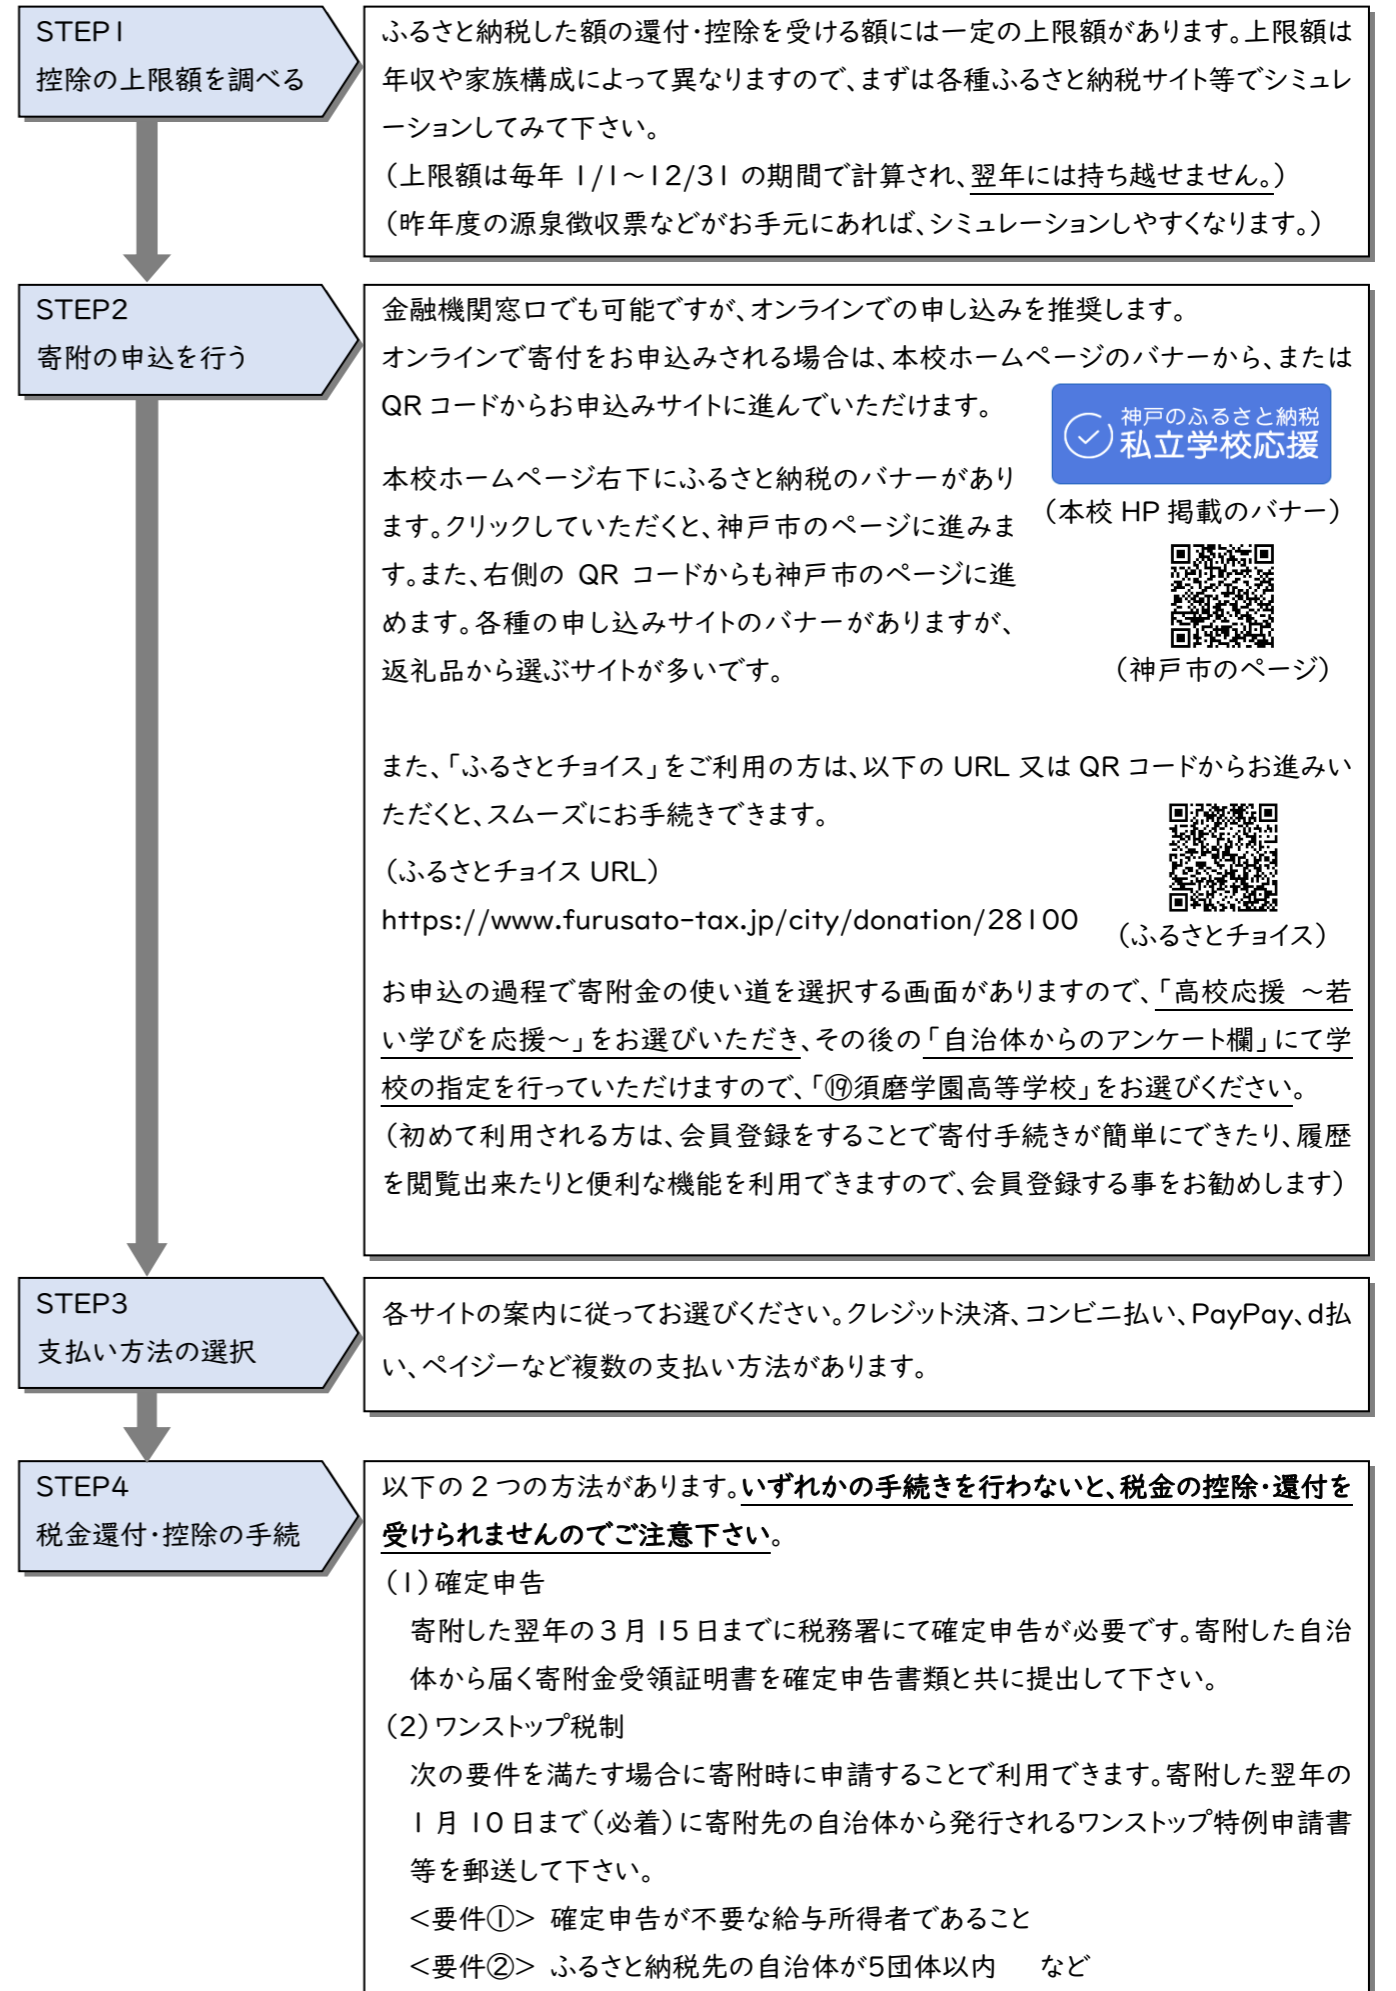 STEP1
控除の上限額を調べる
ふるさと納税した額の還付・控除を受ける額には一定の上限額があります。上限額は
年収や家族構成によって異なりますので、まずは各種ふるさと納税サイト等でシミュレ
ーションしてみて下さい。
（上限額は毎年 1/1～12/31 の期間で計算され、翌年には持ち越せません。）
（昨年度の源泉徴収票などがお手元にあれば、シミュレーションしやすくなります。）
STEP2
寄附の申込を行う
金融機関窓口でも可能ですが、オンラインでの申し込みを推奨します。
オンラインで寄付をお申込みされる場合は、本校ホームページのバナーから、または
QR コードからお申込みサイトに進んでいただけます。
神戸のふるさと納税
私立学校応援
（本校 HP 掲載のバナー）
本校ホームページ右下にふるさと納税のバナーがあり
ます。クリックしていただくと、神戸市のページに進みま
す。また、右側の QR コードからも神戸市のページに進
めます。各種の申し込みサイトのバナーがありますが、
返礼品から選ぶサイトが多いです。
（神戸市のページ）
また、「ふるさとチョイス」をご利用の方は、以下の URL 又は QR コードからお進みい
ただくと、スムーズにお手続きできます。
（ふるさとチョイス URL）
https://www.furusato-tax.jp/city/donation/28100
（ふるさとチョイス）
お申込の過程で寄附金の使い道を選択する画面がありますので、「高校応援 ～若
い学びを応援～」をお選びいただき、その後の「自治体からのアンケート欄」にて学
校の指定を行っていただけますので、「⑲須磨学園高等学校」をお選びください。
（初めて利用される方は、会員登録をすることで寄付手続きが簡単にできたり、履歴
を閲覧出来たりと便利な機能を利用できますので、会員登録する事をお勧めします）
STEP3
支払い方法の選択
各サイトの案内に従ってお選びください。クレジット決済、コンビニ払い、PayPay、d払
い、ペイジーなど複数の支払い方法があります。
STEP4
税金還付・控除の手続
以下の 2 つの方法があります。いずれかの手続きを行わないと、税金の控除・還付を
受けられませんのでご注意下さい。
（1）確定申告
寄附した翌年の3月15日までに税務署にて確定申告が必要です。寄附した自治
体から届く寄附金受領証明書を確定申告書類と共に提出して下さい。
（2）ワンストップ税制
次の要件を満たす場合に寄附時に申請することで利用できます。寄附した翌年の
1月10日まで（必着）に寄附先の自治体から発行されるワンストップ特例申請書
等を郵送して下さい。
＜要件①＞ 確定申告が不要な給与所得者であること
＜要件②＞ ふるさと納税先の自治体が5団体以内 など